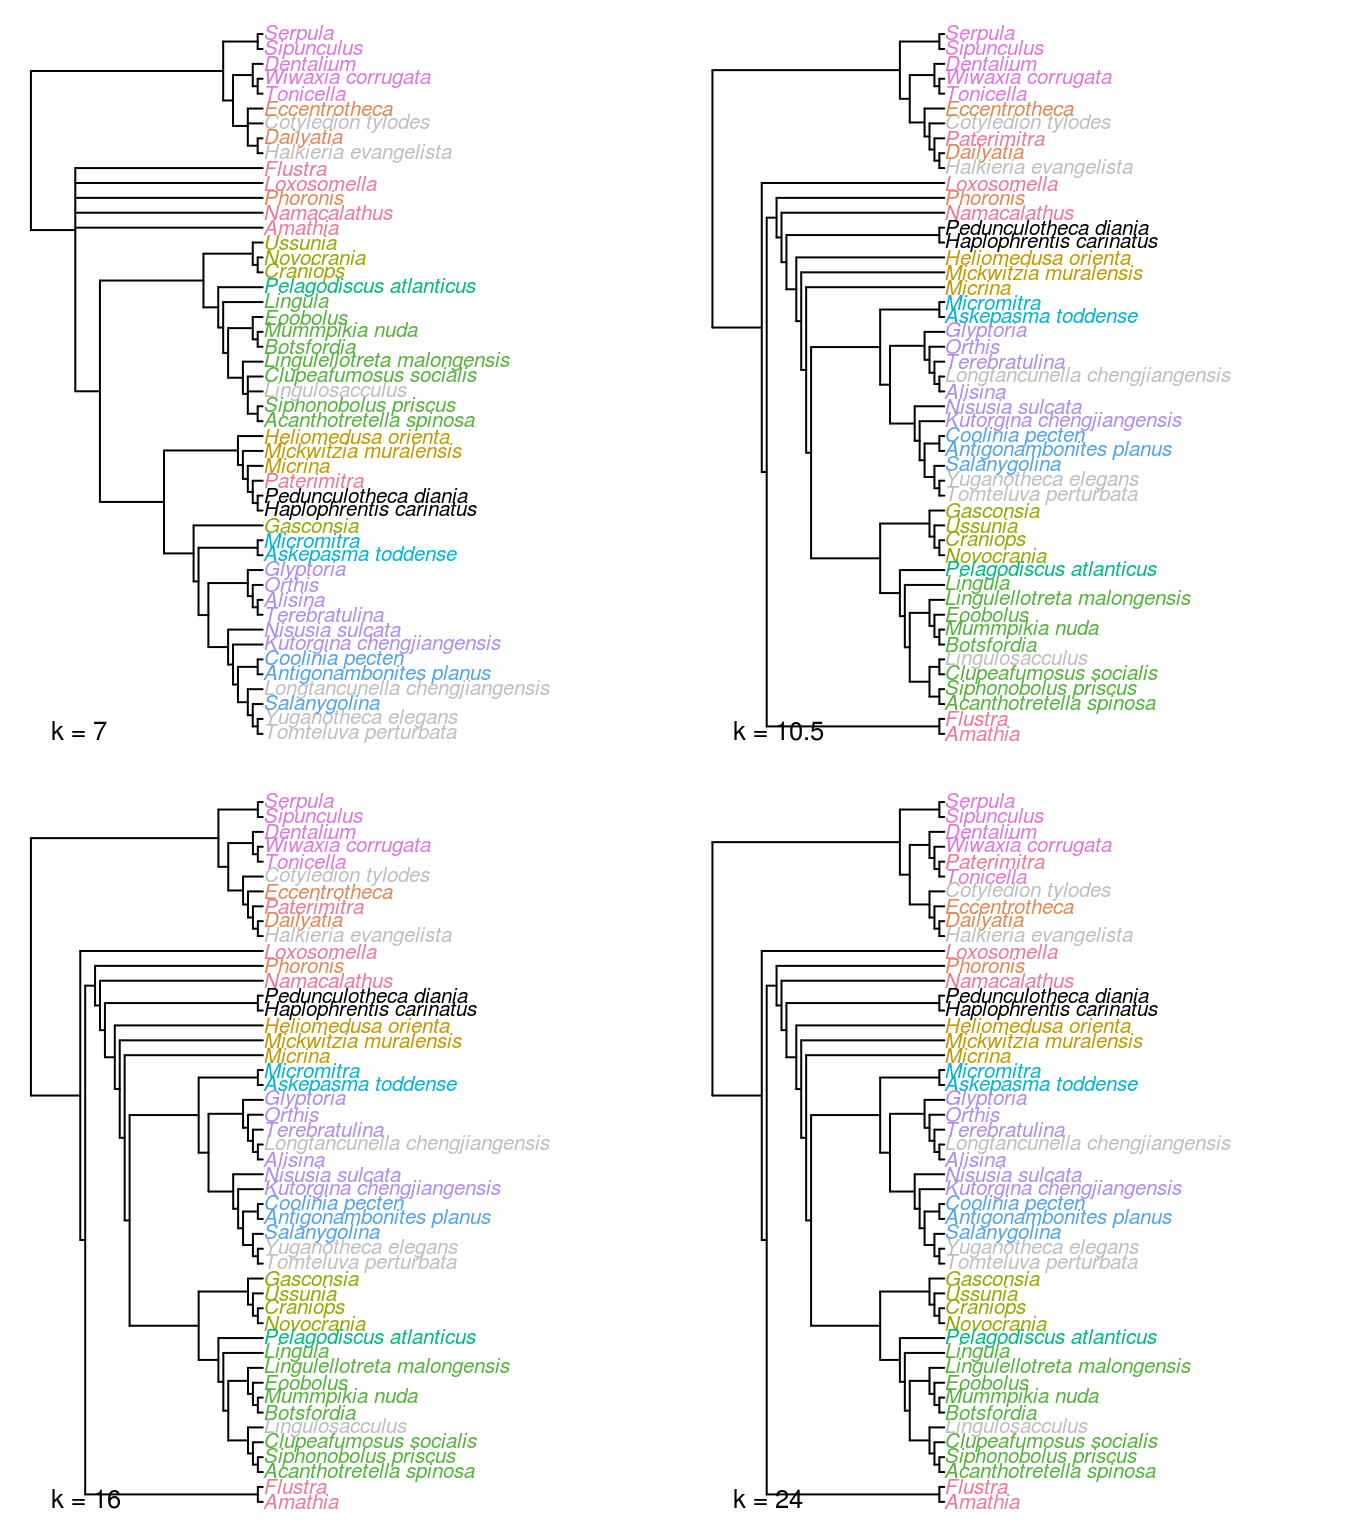 Serpula
Sipunculus
Dentalium
Wiwaxia corrugata
Tonicella
Eccentrotheca
Cotyledion tylodes
Dailyatia
Halkieria evangelista
Flustra
Loxosomella
Phoronis
Namacalathus
Amathia
Ussunia
Novocrania
Craniops
Pelagodiscus atlanticus
Lingula
Eoobolus
Mummpikia nuda
Botsfordia
Lingulellotreta malongensis
Clupeafumosus socialis
Lingulosacculus
Siphonobolus priscus
Acanthotretella spinosa
Heliomedusa orienta
Mickwitzia muralensis
Micrina
Paterimitra
Pedunculotheca diania
Haplophrentis carinatus
Gasconsia
Micromitra
Askepasma toddense
Glyptoria
Orthis
Alisina
Terebratulina
Nisusia sulcata
Kutorgina chengjiangensis
Coolinia pecten
Antigonambonites planus
Longtancunella chengjiangensis
Salanygolina
Yuganotheca elegans
Tomteluva perturbata
k = 7
Serpula
Sipunculus
Dentalium
Wiwaxia corrugata
Tonicella
Eccentrotheca
Cotyledion tylodes
Paterimitra
Dailyatia
Halkieria evangelista
Loxosomella
Phoronis
Namacalathus
Pedunculotheca diania
Haplophrentis carinatus
Heliomedusa orienta
Mickwitzia muralensis
Micrina
Micromitra
Askepasma toddense
Glyptoria
Orthis
Terebratulina
Longtancunella chengjiangensis
Alisina
Nisusia sulcata
Kutorgina chengjiangensis
Coolinia pecten
Antigonambonites planus
Salanygolina
Yuganotheca elegans
Tomteluva perturbata
Gasconsia
Ussunia
Craniops
Novocrania
Pelagodiscus atlanticus
Lingula
Lingulellotreta malongensis
Eoobolus
Mummpikia nuda
Botsfordia
Lingulosacculus
Clupeafumosus socialis
Siphonobolus priscus
Acanthotretella spinosa
Flustra
Amathia
k = 10.5
Serpula
Sipunculus
Dentalium
Wiwaxia corrugata
Tonicella
Cotyledion tylodes
Eccentrotheca
Paterimitra
Dailyatia
Halkieria evangelista
Loxosomella
Phoronis
Namacalathus
Pedunculotheca diania
Haplophrentis carinatus
Heliomedusa orienta
Mickwitzia muralensis
Micrina
Micromitra
Askepasma toddense
Glyptoria
Orthis
Terebratulina
Longtancunella chengjiangensis
Alisina
Nisusia sulcata
Kutorgina chengjiangensis
Coolinia pecten
Antigonambonites planus
Salanygolina
Yuganotheca elegans
Tomteluva perturbata
Gasconsia
Ussunia
Craniops
Novocrania
Pelagodiscus atlanticus
Lingula
Lingulellotreta malongensis
Eoobolus
Mummpikia nuda
Botsfordia
Lingulosacculus
Clupeafumosus socialis
Siphonobolus priscus
Acanthotretella spinosa
Flustra
Amathia
k = 16
Serpula
Sipunculus
Dentalium
Wiwaxia corrugata
Paterimitra
Tonicella
Cotyledion tylodes
Eccentrotheca
Dailyatia
Halkieria evangelista
Loxosomella
Phoronis
Namacalathus
Pedunculotheca diania
Haplophrentis carinatus
Heliomedusa orienta
Mickwitzia muralensis
Micrina
Micromitra
Askepasma toddense
Glyptoria
Orthis
Terebratulina
Longtancunella chengjiangensis
Alisina
Nisusia sulcata
Kutorgina chengjiangensis
Coolinia pecten
Antigonambonites planus
Salanygolina
Yuganotheca elegans
Tomteluva perturbata
Gasconsia
Ussunia
Craniops
Novocrania
Pelagodiscus atlanticus
Lingula
Lingulellotreta malongensis
Eoobolus
Mummpikia nuda
Botsfordia
Lingulosacculus
Clupeafumosus socialis
Siphonobolus priscus
Acanthotretella spinosa
Flustra
Amathia
k = 24